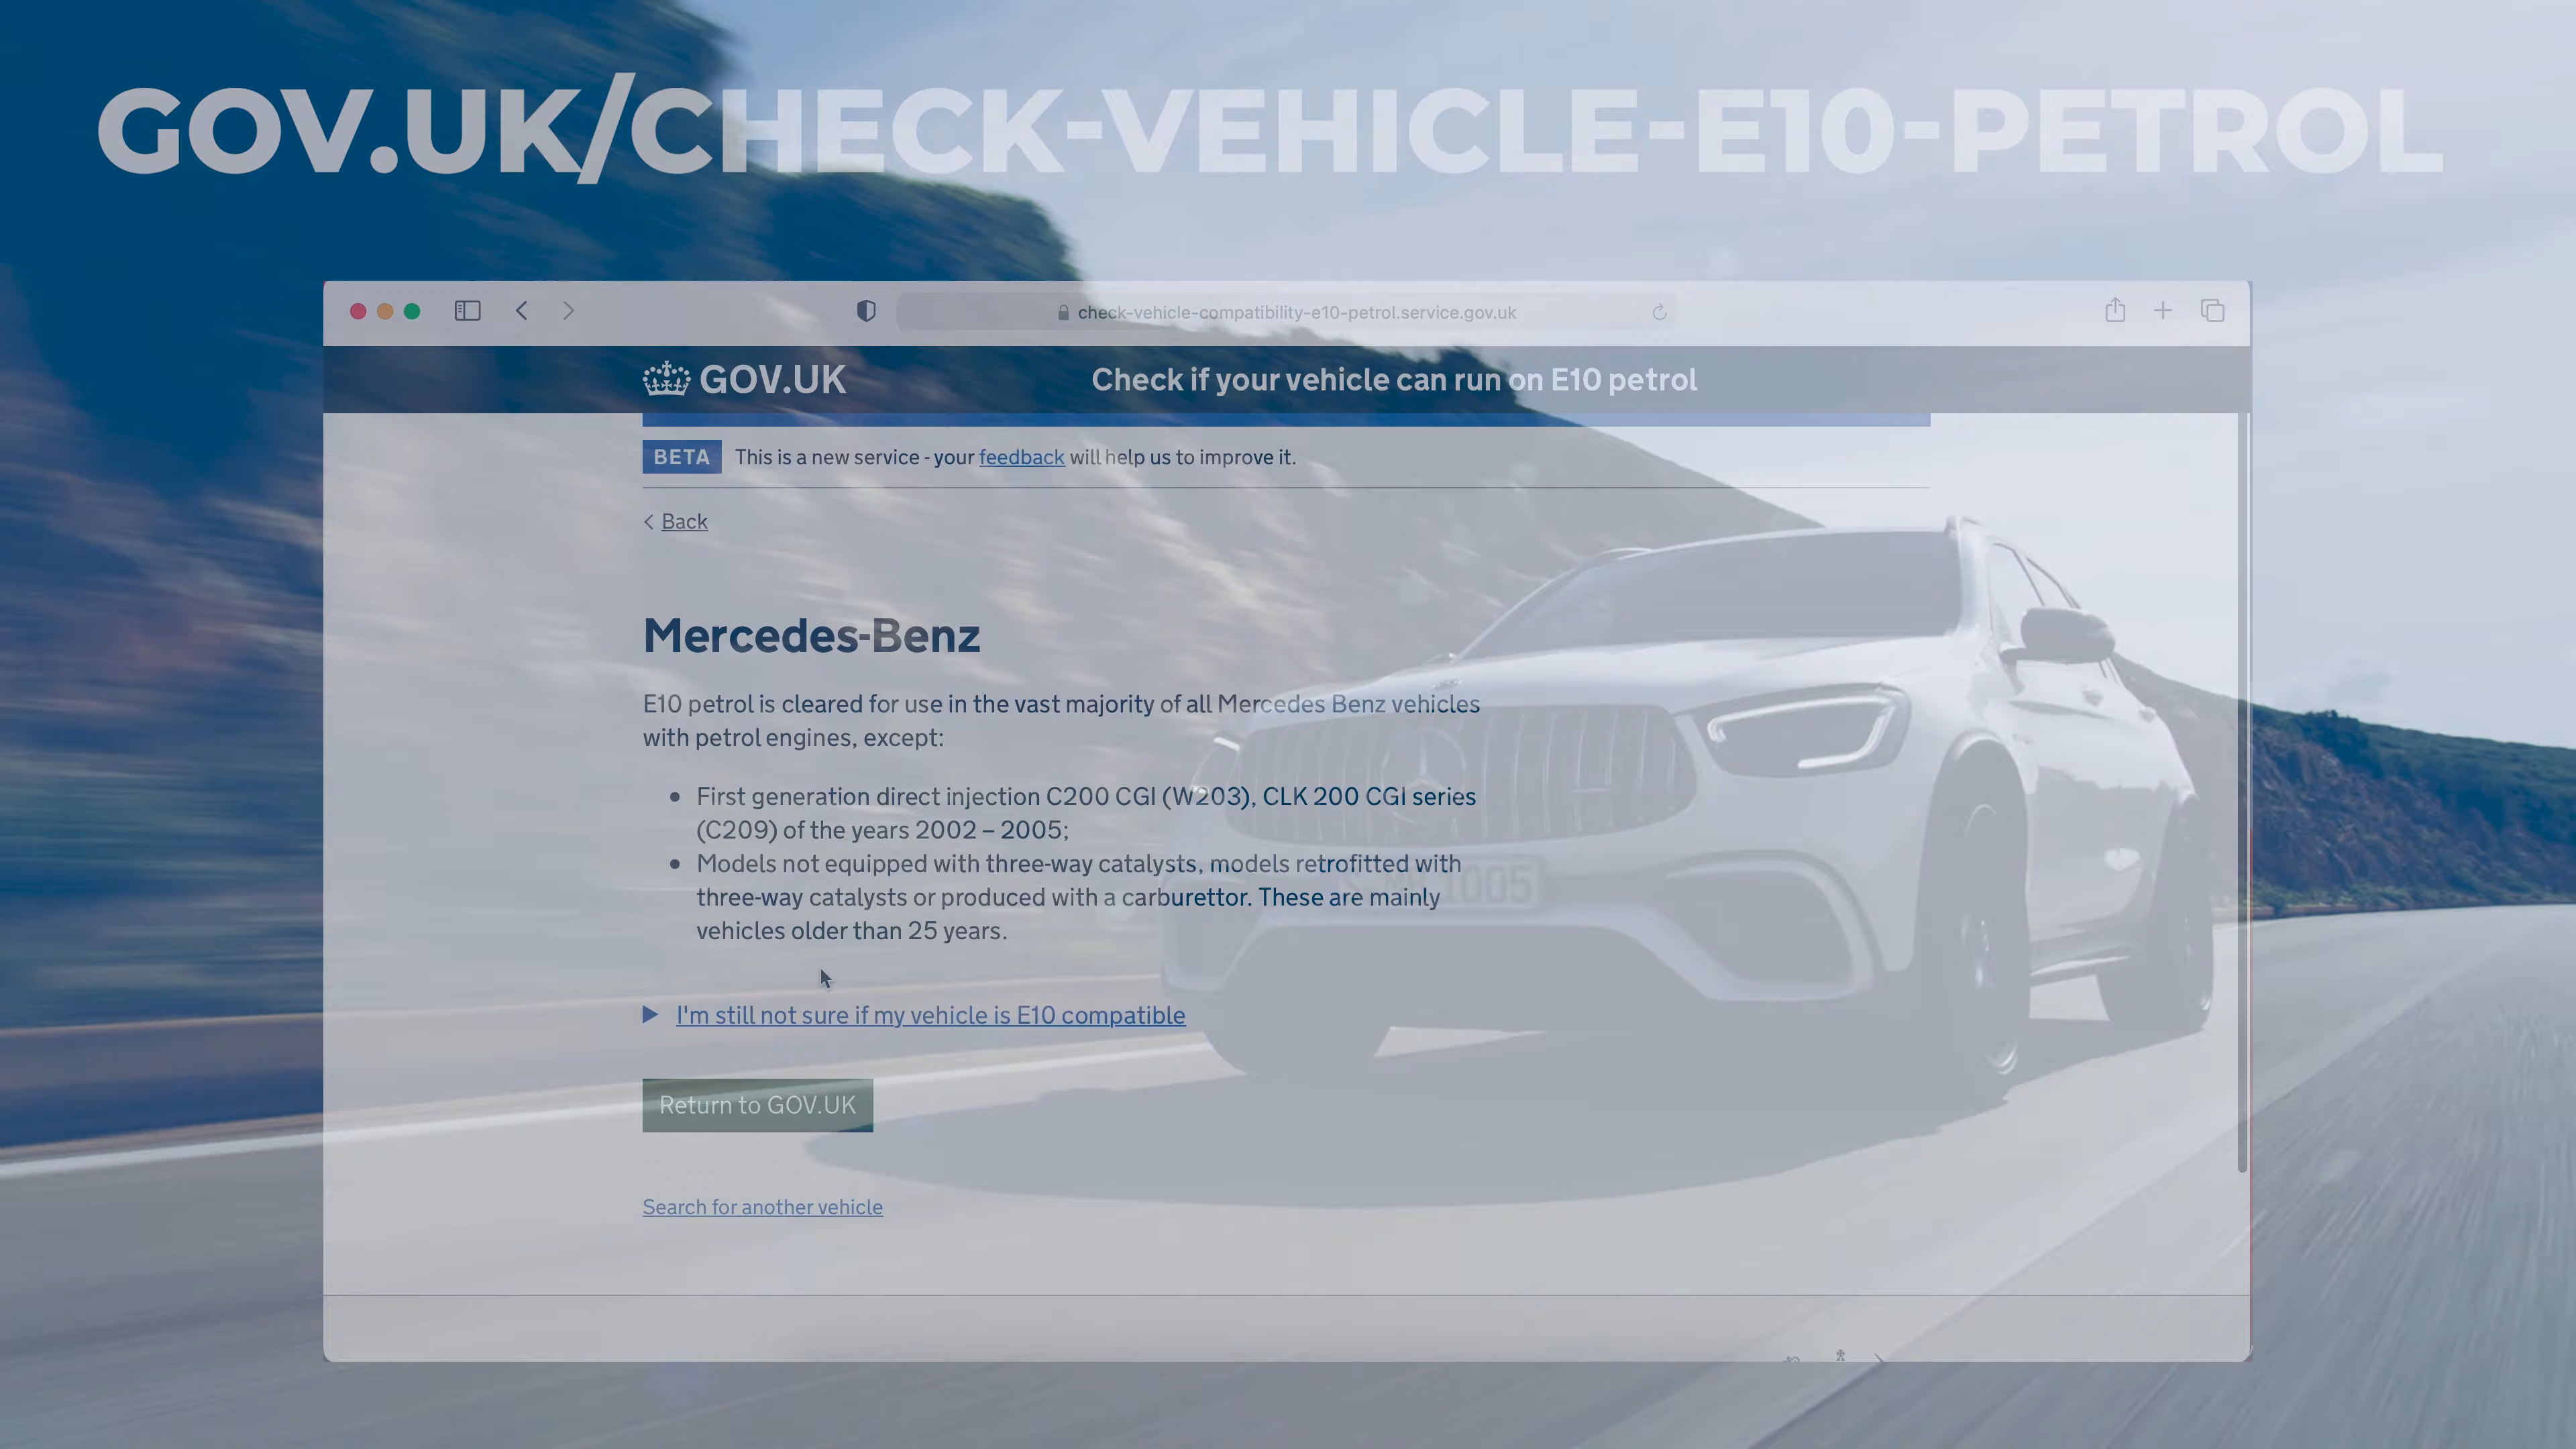 GOV.UK/CHECK-VEHICLE-E10-PETROL
check-vehicle-compatibility-e10-petrol.service.gov.uk
GOV.UK
Check if your vehicle can run on E10 petrol
BETA This is a new service - your feedback will help us to improve it.
Back
Mercedes-Benz
E10 petrol is cleared for use in the vast majority of all Mercedes Benz vehicles
with petrol engines, except:
First generation direct injection C200 CGI (W203), CLK 200 CGI series
(C209) of the years 2002 – 2005;
Models not equipped with three-way catalysts, models retrofitted with
three-way catalysts or produced with a carburettor. These are mainly
vehicles older than 25 years.
I'm still not sure if my vehicle is E10 compatible
Return to GOV.UK
Search for another vehicle